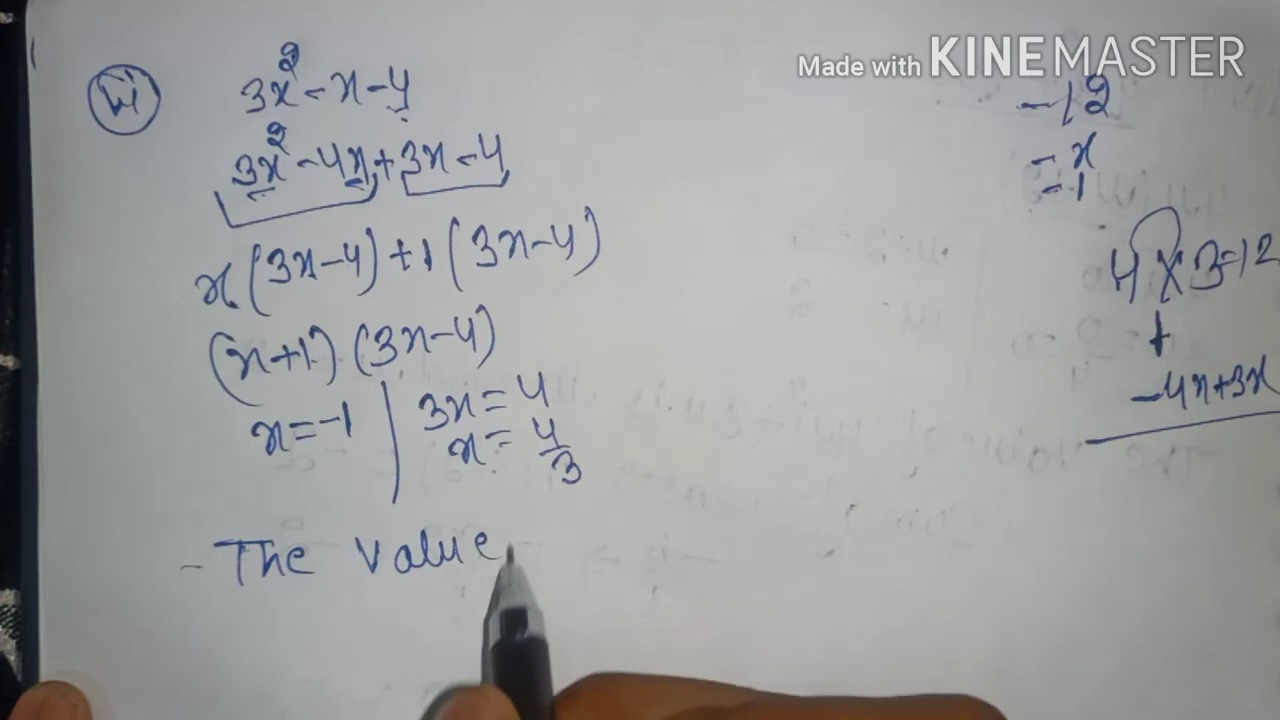 Made with KINEMASTER
vi
3x² - x - 4
3x² - 4x + 3x - 4
x(3x-4) + 1(3x-4)
(x+1)(3x-4)
x = -1 | 3x = 4
x = 4/3
- The Value
-12
- x
- 1
4 X 3 = 12
+
-4x+3x